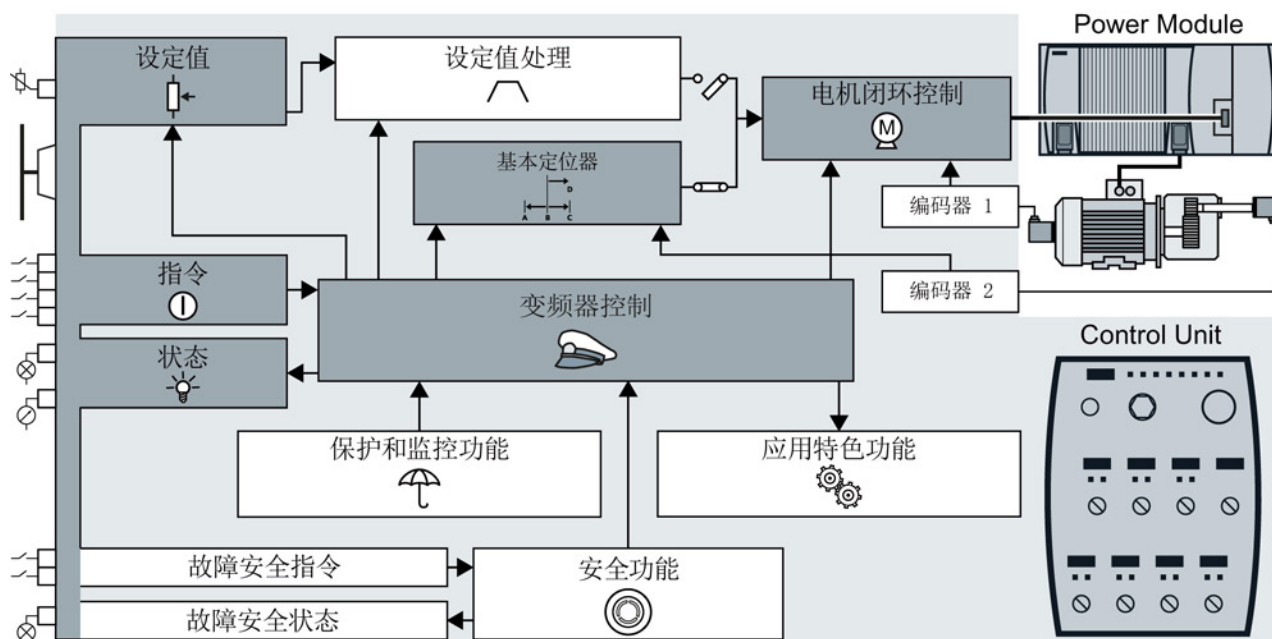 Power Module
设定值
设定值处理
电机闭环控制
M
基本定位器
D
A B C
编码器 1
指令
编码器 2
变频器控制
状态
Control Unit
保护和监控功能
应用特色功能
故障安全指令
安全功能
故障安全状态